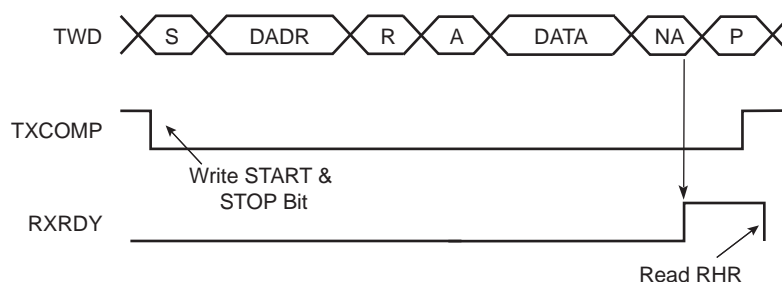 TWD S DADR R A DATA NA P
TXCOMP
Write START &
STOP Bit
RXRDY
Read RHR